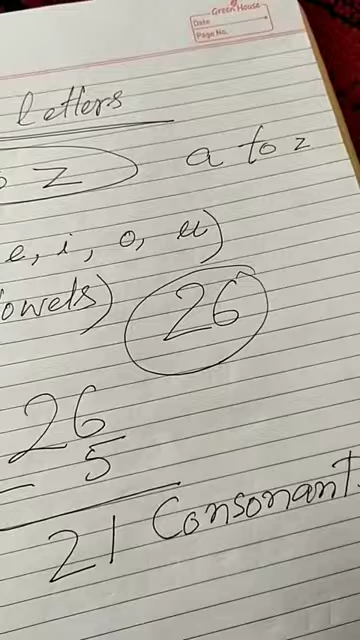 Green House
Date
Page No.
letters
o Z
a to z
e, i, o, u)
owels)
26
26
- 5
21 Consonant